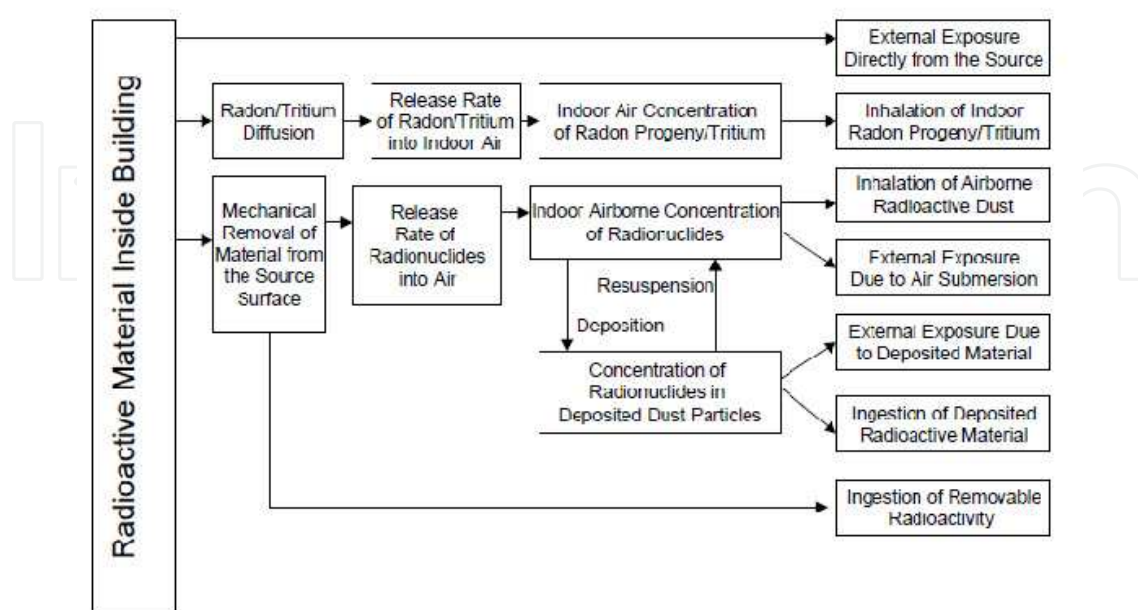 Radioactive Material Inside Building
External Exposure
Directly from the Source
Radon/Tritium
Diffusion
Release Rate
of Radon/Tritium
into Indoor Air
Indoor Air Concentration
of Radon Progeny/Tritium
Inhalation of Indoor
Radon Progeny/Tritium
Mechanical
Removal of
Material from
the Source
Surface
Release
Rate of
Radionuclides
into Air
Indoor Airborne Concentration
of Radionuclides
Inhalation of Airborne
Radioactive Dust
External Exposure
Due to Air Submersion
Resuspension
Deposition
Concentration of
Radionuclides in
Deposited Dust Particles
External Exposure Due
to Deposited Material
Ingestion of Deposited
Radioactive Material
Ingestion of Removable
Radioactivity